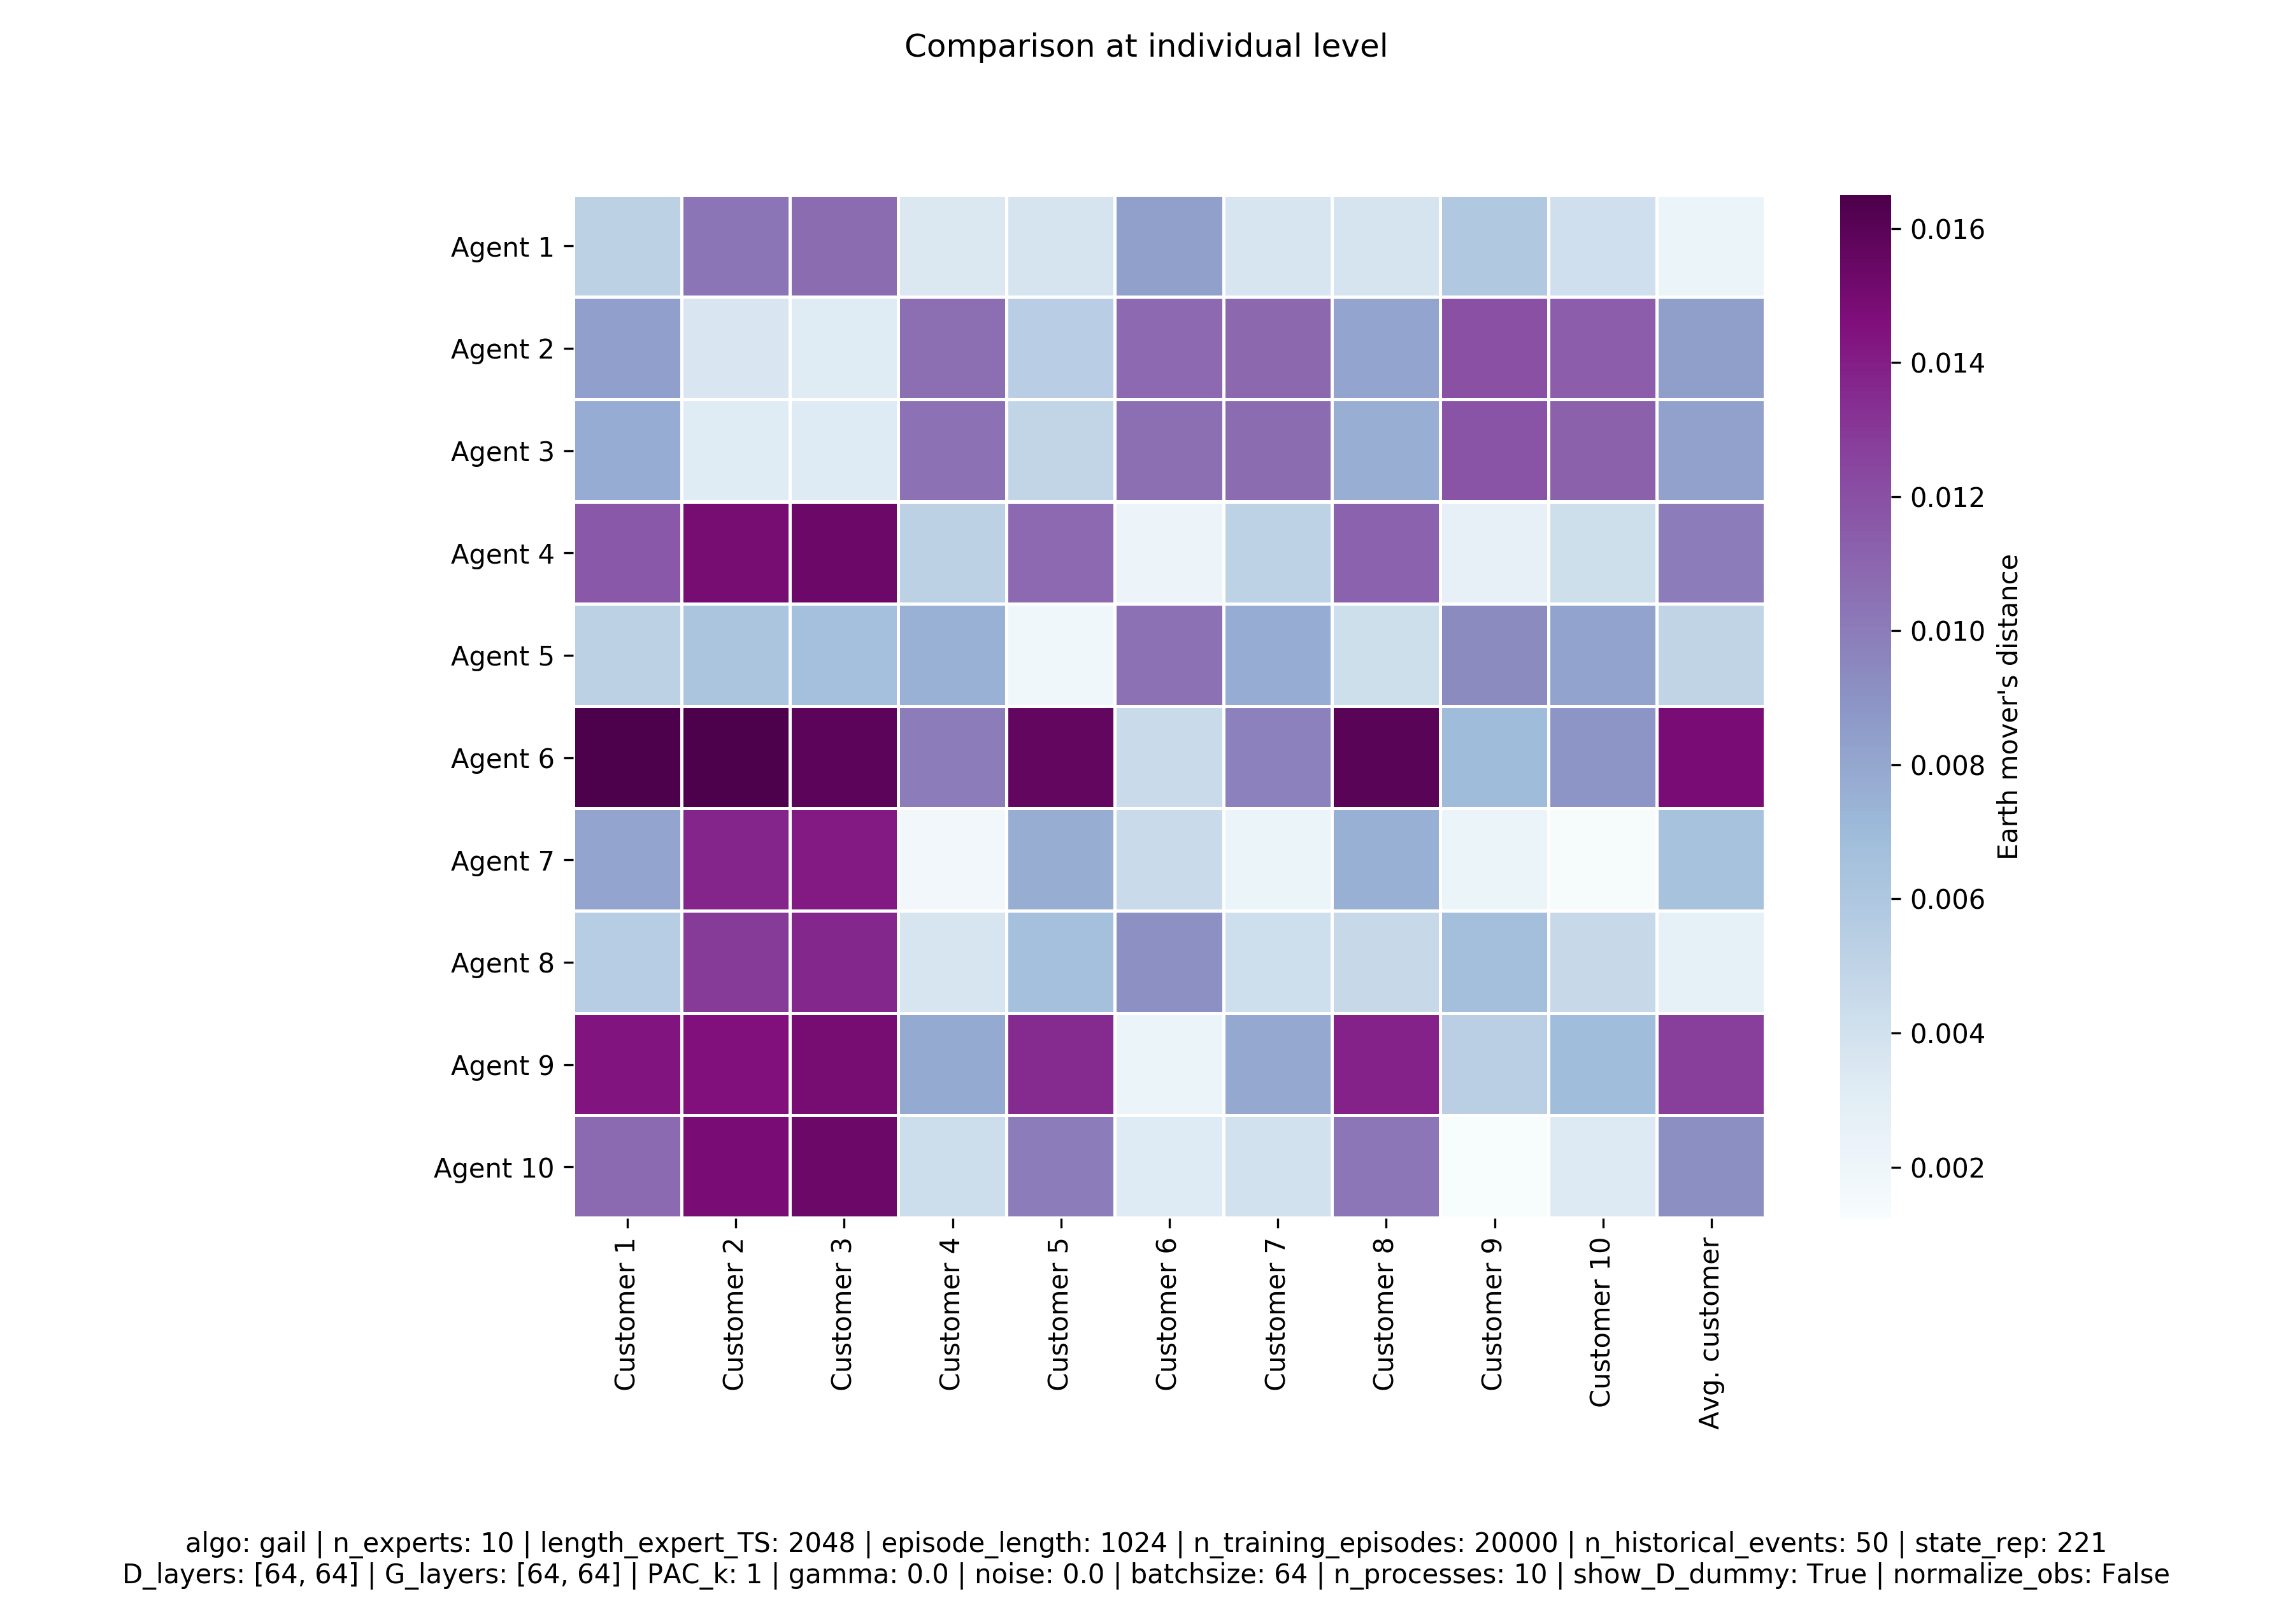 Comparison at individual level
Agent 1
Agent 2
Agent 3
Agent 4
Agent 5
Agent 6
Agent 7
Agent 8
Agent 9
Agent 10
Customer 1
Customer 2
Customer 3
Customer 4
Customer 5
Customer 6
Customer 7
Customer 8
Customer 9
Customer 10
Avg. customer
0.016
0.014
0.012
0.010
0.008
0.006
0.004
0.002
Earth mover's distance
algo: gail | n_experts: 10 | length_expert_TS: 2048 | episode_length: 1024 | n_training_episodes: 20000 | n_historical_events: 50 | state_rep: 221
D_layers: [64, 64] | G_layers: [64, 64] | PAC_k: 1 | gamma: 0.0 | noise: 0.0 | batchsize: 64 | n_processes: 10 | show_D_dummy: True | normalize_obs: False